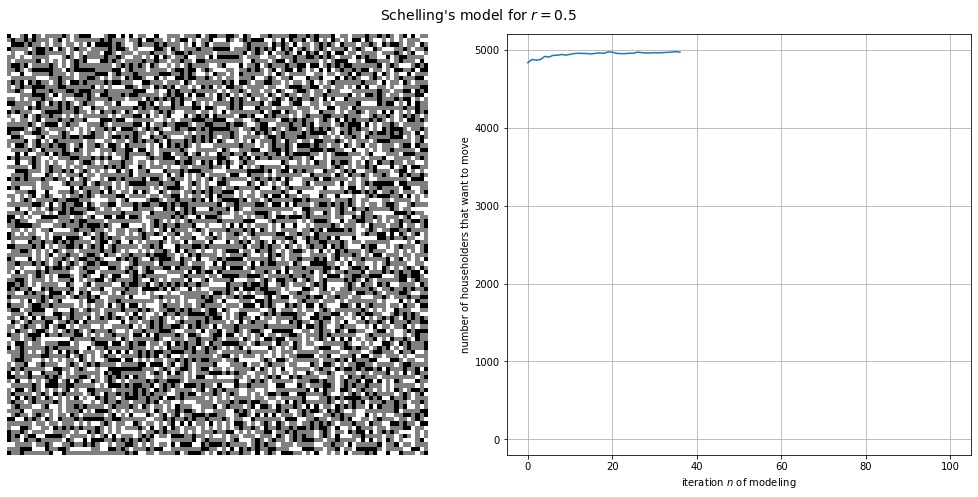 Schelling's model for r = 0.5
number of householders that want to move
5000
4000
3000
2000
1000
0
0 20 40 60 80 100
iteration n of modeling